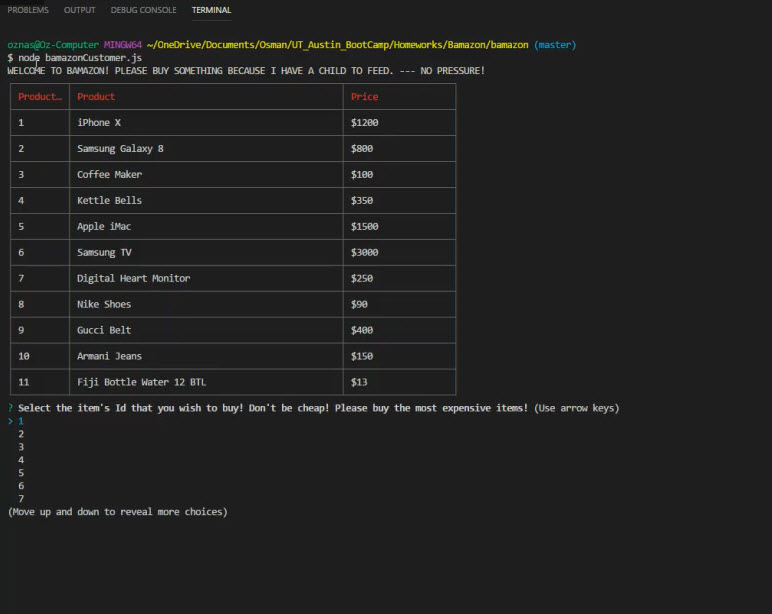 PROBLEMS OUTPUT DEBUG CONSOLE TERMINAL
oznas@Oz-Computer MINGW64 ~/OneDrive/Documents/Osman/UT_Austin_BootCamp/Homeworks/Bamazon/bamazon (master)
$ node bamazonCustomer.js
WELCOME TO BAMAZON! PLEASE BUY SOMETHING BECAUSE I HAVE A CHILD TO FEED. --- NO PRESSURE!
Product… Product Price
1 iPhone X $1200
2 Samsung Galaxy 8 $800
3 Coffee Maker $100
4 Kettle Bells $350
5 Apple iMac $1500
6 Samsung TV $3000
7 Digital Heart Monitor $250
8 Nike Shoes $90
9 Gucci Belt $400
10 Armani Jeans $150
11 Fiji Bottle Water 12 BTL $13
? Select the item's Id that you wish to buy! Don't be cheap! Please buy the most expensive items! (Use arrow keys)
> 1
2
3
4
5
6
7
(Move up and down to reveal more choices)